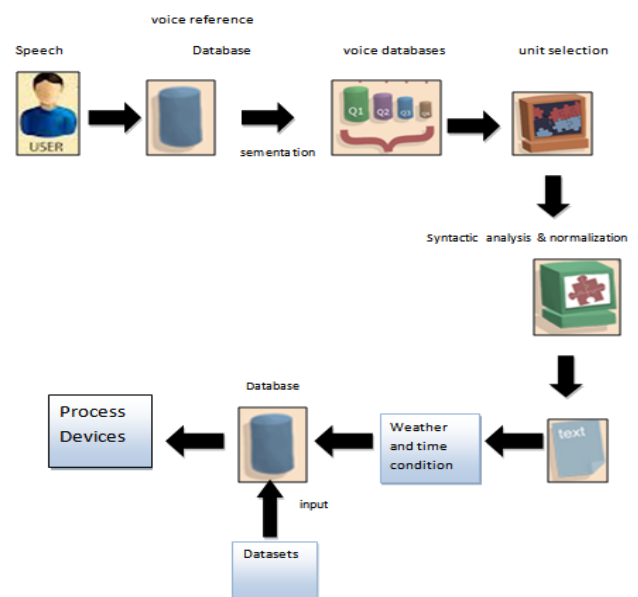 voice reference
Speech
Database
voice databases
unit selection
USER
Q1
Q2
Q3
sementation
Syntactic analysis & normalization
Database
Process
Devices
Weather
and time
condition
text
input
Datasets